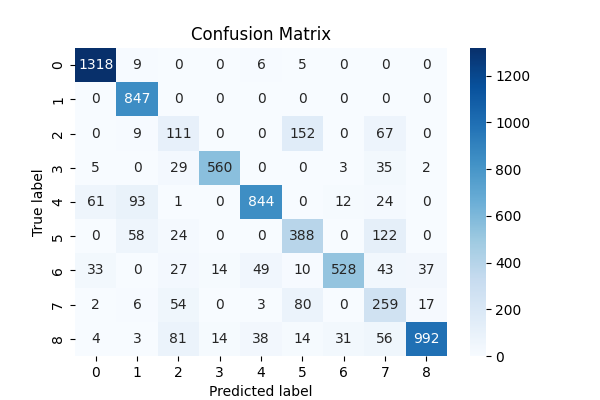 Confusion Matrix
True label
0 1318 9 0 0 6 5 0 0 0
1 0 847 0 0 0 0 0 0 0
2 0 9 111 0 0 152 0 67 0
3 5 0 29 560 0 0 3 35 2
4 61 93 1 0 844 0 12 24 0
5 0 58 24 0 0 388 0 122 0
6 33 0 27 14 49 10 528 43 37
7 2 6 54 0 3 80 0 259 17
8 4 3 81 14 38 14 31 56 992
0 1 2 3 4 5 6 7 8
Predicted label
1200
1000
800
600
400
200
0